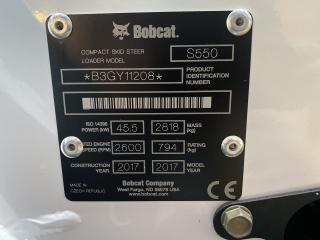 Bobcat.
COMPACT SKID STEER
LOADER MODEL S550
*B3GY11208* PRODUCT IDENTIFICATION NUMBER
ISO 14396 POWER (kW) 45.5 2818 MASS (kg)
RATED ENGINE SPEED (RPM) 2600 794 RATING (kg)
CONSTRUCTION YEAR 2017 2017 MODEL YEAR
MADE IN
CZECH REPUBLIC
Bobcat Company
West Fargo, ND 58078 USA
www.bobcat.com
CE